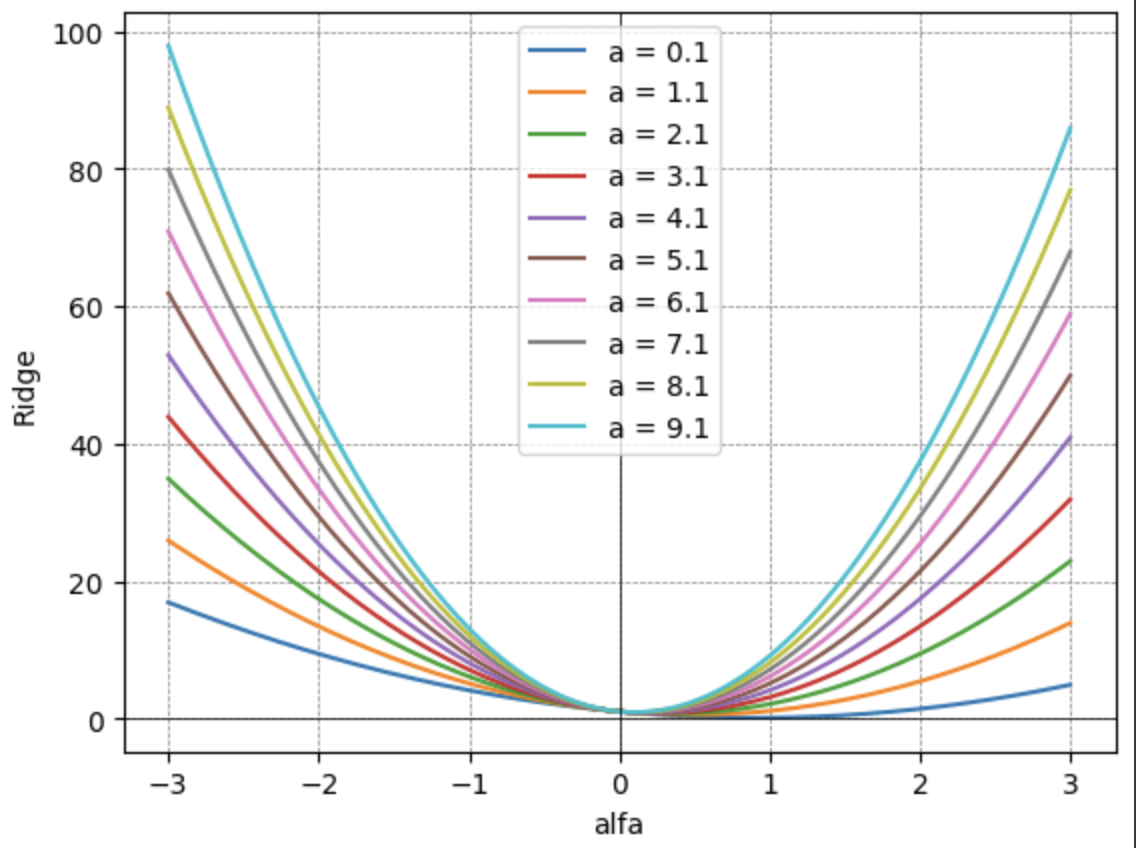 100
80
60
40
20
0
Ridge
a = 0.1
a = 1.1
a = 2.1
a = 3.1
a = 4.1
a = 5.1
a = 6.1
a = 7.1
a = 8.1
a = 9.1
−3 −2 −1 0 1 2 3
alfa